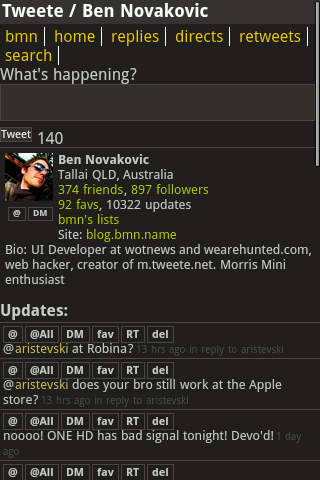 Tweete / Ben Novakovic
bmn | home | replies | directs | retweets |
search |
What's happening?
Tweet 140
Ben Novakovic
Tallai QLD, Australia
374 friends, 897 followers
@ DM
92 favs, 10322 updates
bmn's lists
Site: blog.bmn.name
Bio: UI Developer at wotnews and wearehunted.com,
web hacker, creator of m.tweete.net. Morris Mini
enthusiast
Updates:
@ @All DM fav RT del
@aristevski at Robina? 13 hrs ago in reply to aristevski
@ @All DM fav RT del
@aristevski does your bro still work at the Apple
store? 13 hrs ago in reply to aristevski
@ @All DM fav RT del
noooo! ONE HD has bad signal tonight! Devo'd! 1 day
ago
@ @All DM fav RT del